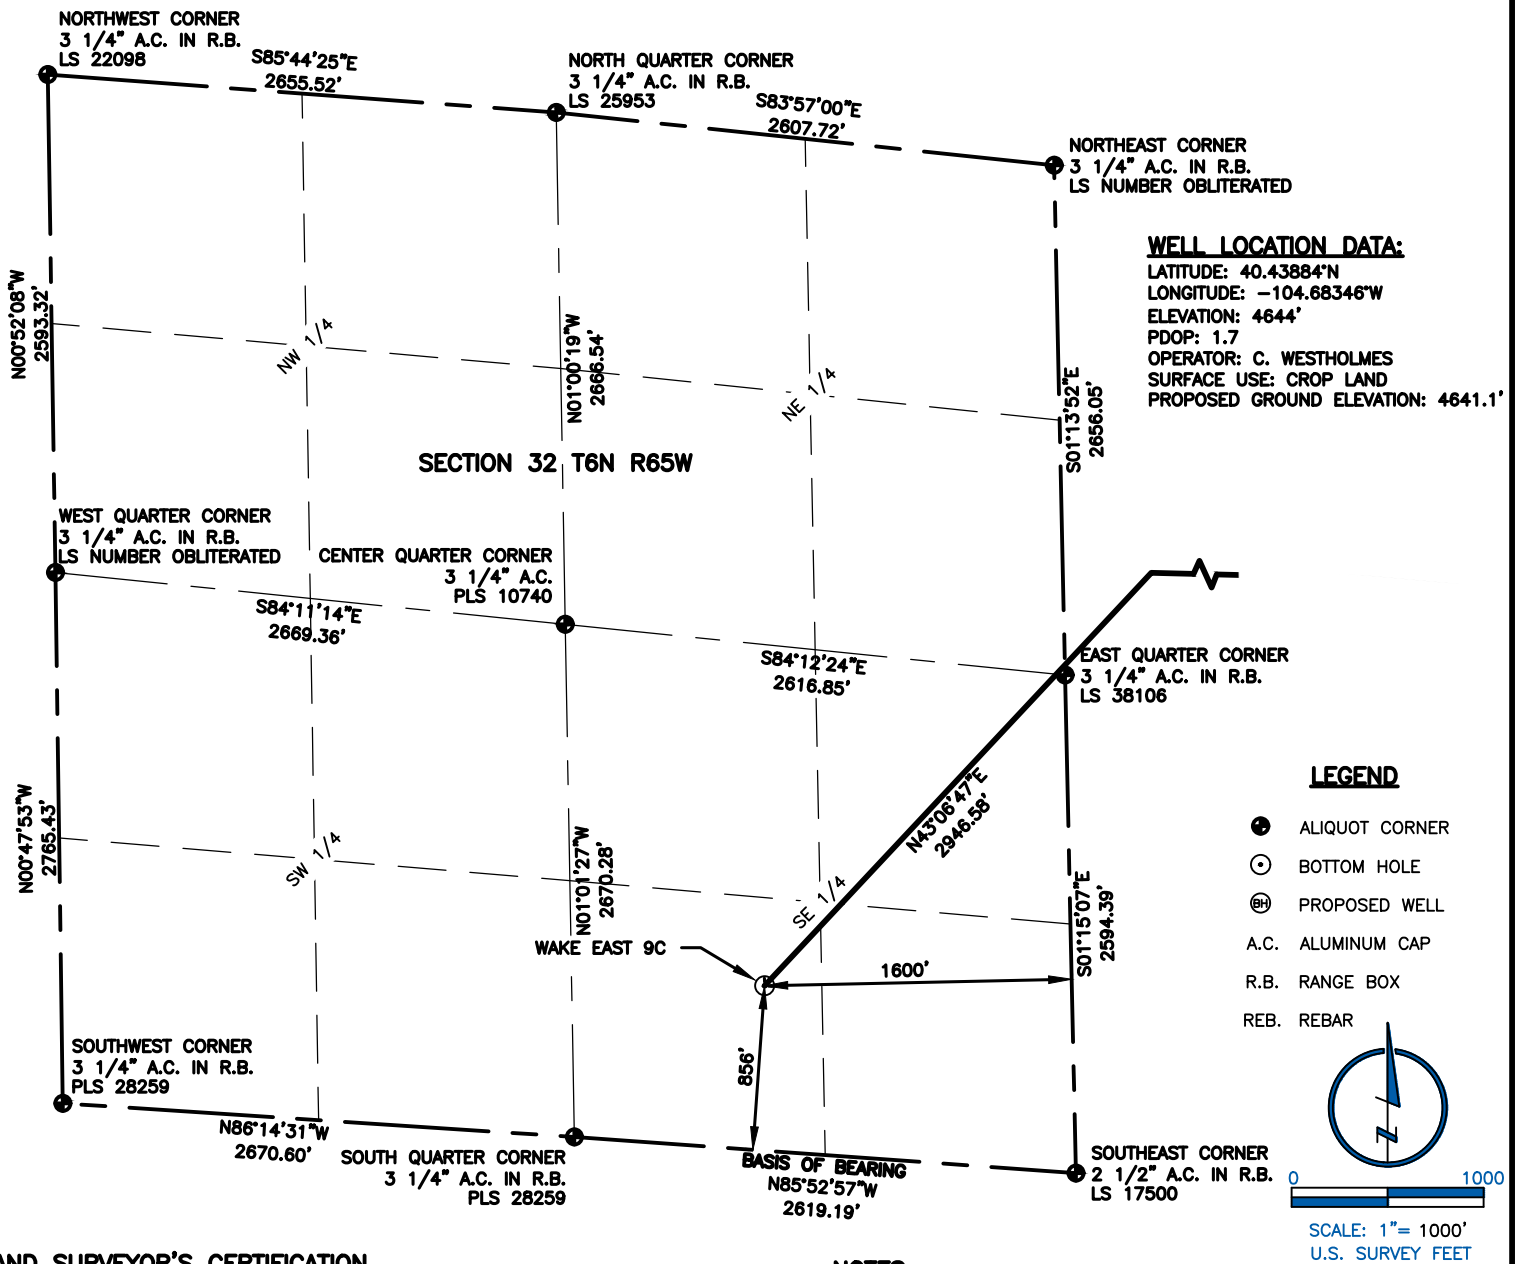 NORTHWEST CORNER
3 1/4" A.C. IN R.B.
LS 22098
S85°44'25"E
2655.52'
NORTH QUARTER CORNER
3 1/4" A.C. IN R.B.
LS 25953
S83°57'00"E
2607.72'
NORTHEAST CORNER
3 1/4" A.C. IN R.B.
LS NUMBER OBLITERATED
WELL LOCATION DATA:
LATITUDE: 40.43884°N
LONGITUDE: -104.68346°W
ELEVATION: 4644'
PDOP: 1.7
OPERATOR: C. WESTHOLMES
SURFACE USE: CROP LAND
PROPOSED GROUND ELEVATION: 4641.1'
N00°52'08"W
2593.32'
NW 1/4
N01°00'19"W
2666.54'
NE 1/4
S01°13'52"E
2656.05'
SECTION 32 T6N R65W
WEST QUARTER CORNER
3 1/4" A.C. IN R.B.
LS NUMBER OBLITERATED
CENTER QUARTER CORNER
3 1/4" A.C.
PLS 10740
S84°11'14"E
2669.36'
S84°12'24"E
2616.85'
EAST QUARTER CORNER
3 1/4" A.C. IN R.B.
LS 38106
N00°47'53"W
2765.43'
SW 1/4
N01°01'27"W
2670.28'
SE 1/4
N43°06'47"E
2946.58'
S01°15'07"E
2594.39'
WAKE EAST 9C
1600'
856'
LEGEND
ALIQUOT CORNER
BOTTOM HOLE
BH PROPOSED WELL
A.C. ALUMINUM CAP
R.B. RANGE BOX
REB. REBAR
SOUTHWEST CORNER
3 1/4" A.C. IN R.B.
PLS 28259
N86°14'31"W
2670.60'
SOUTH QUARTER CORNER
3 1/4" A.C. IN R.B.
PLS 28259
BASIS OF BEARING
N85°52'57"W
2619.19'
SOUTHEAST CORNER
2 1/2" A.C. IN R.B.
LS 17500
N
0 1000
SCALE: 1"= 1000'
U.S. SURVEY FEET
AND SURVEYOR'S CERTIFICATION
NOTES